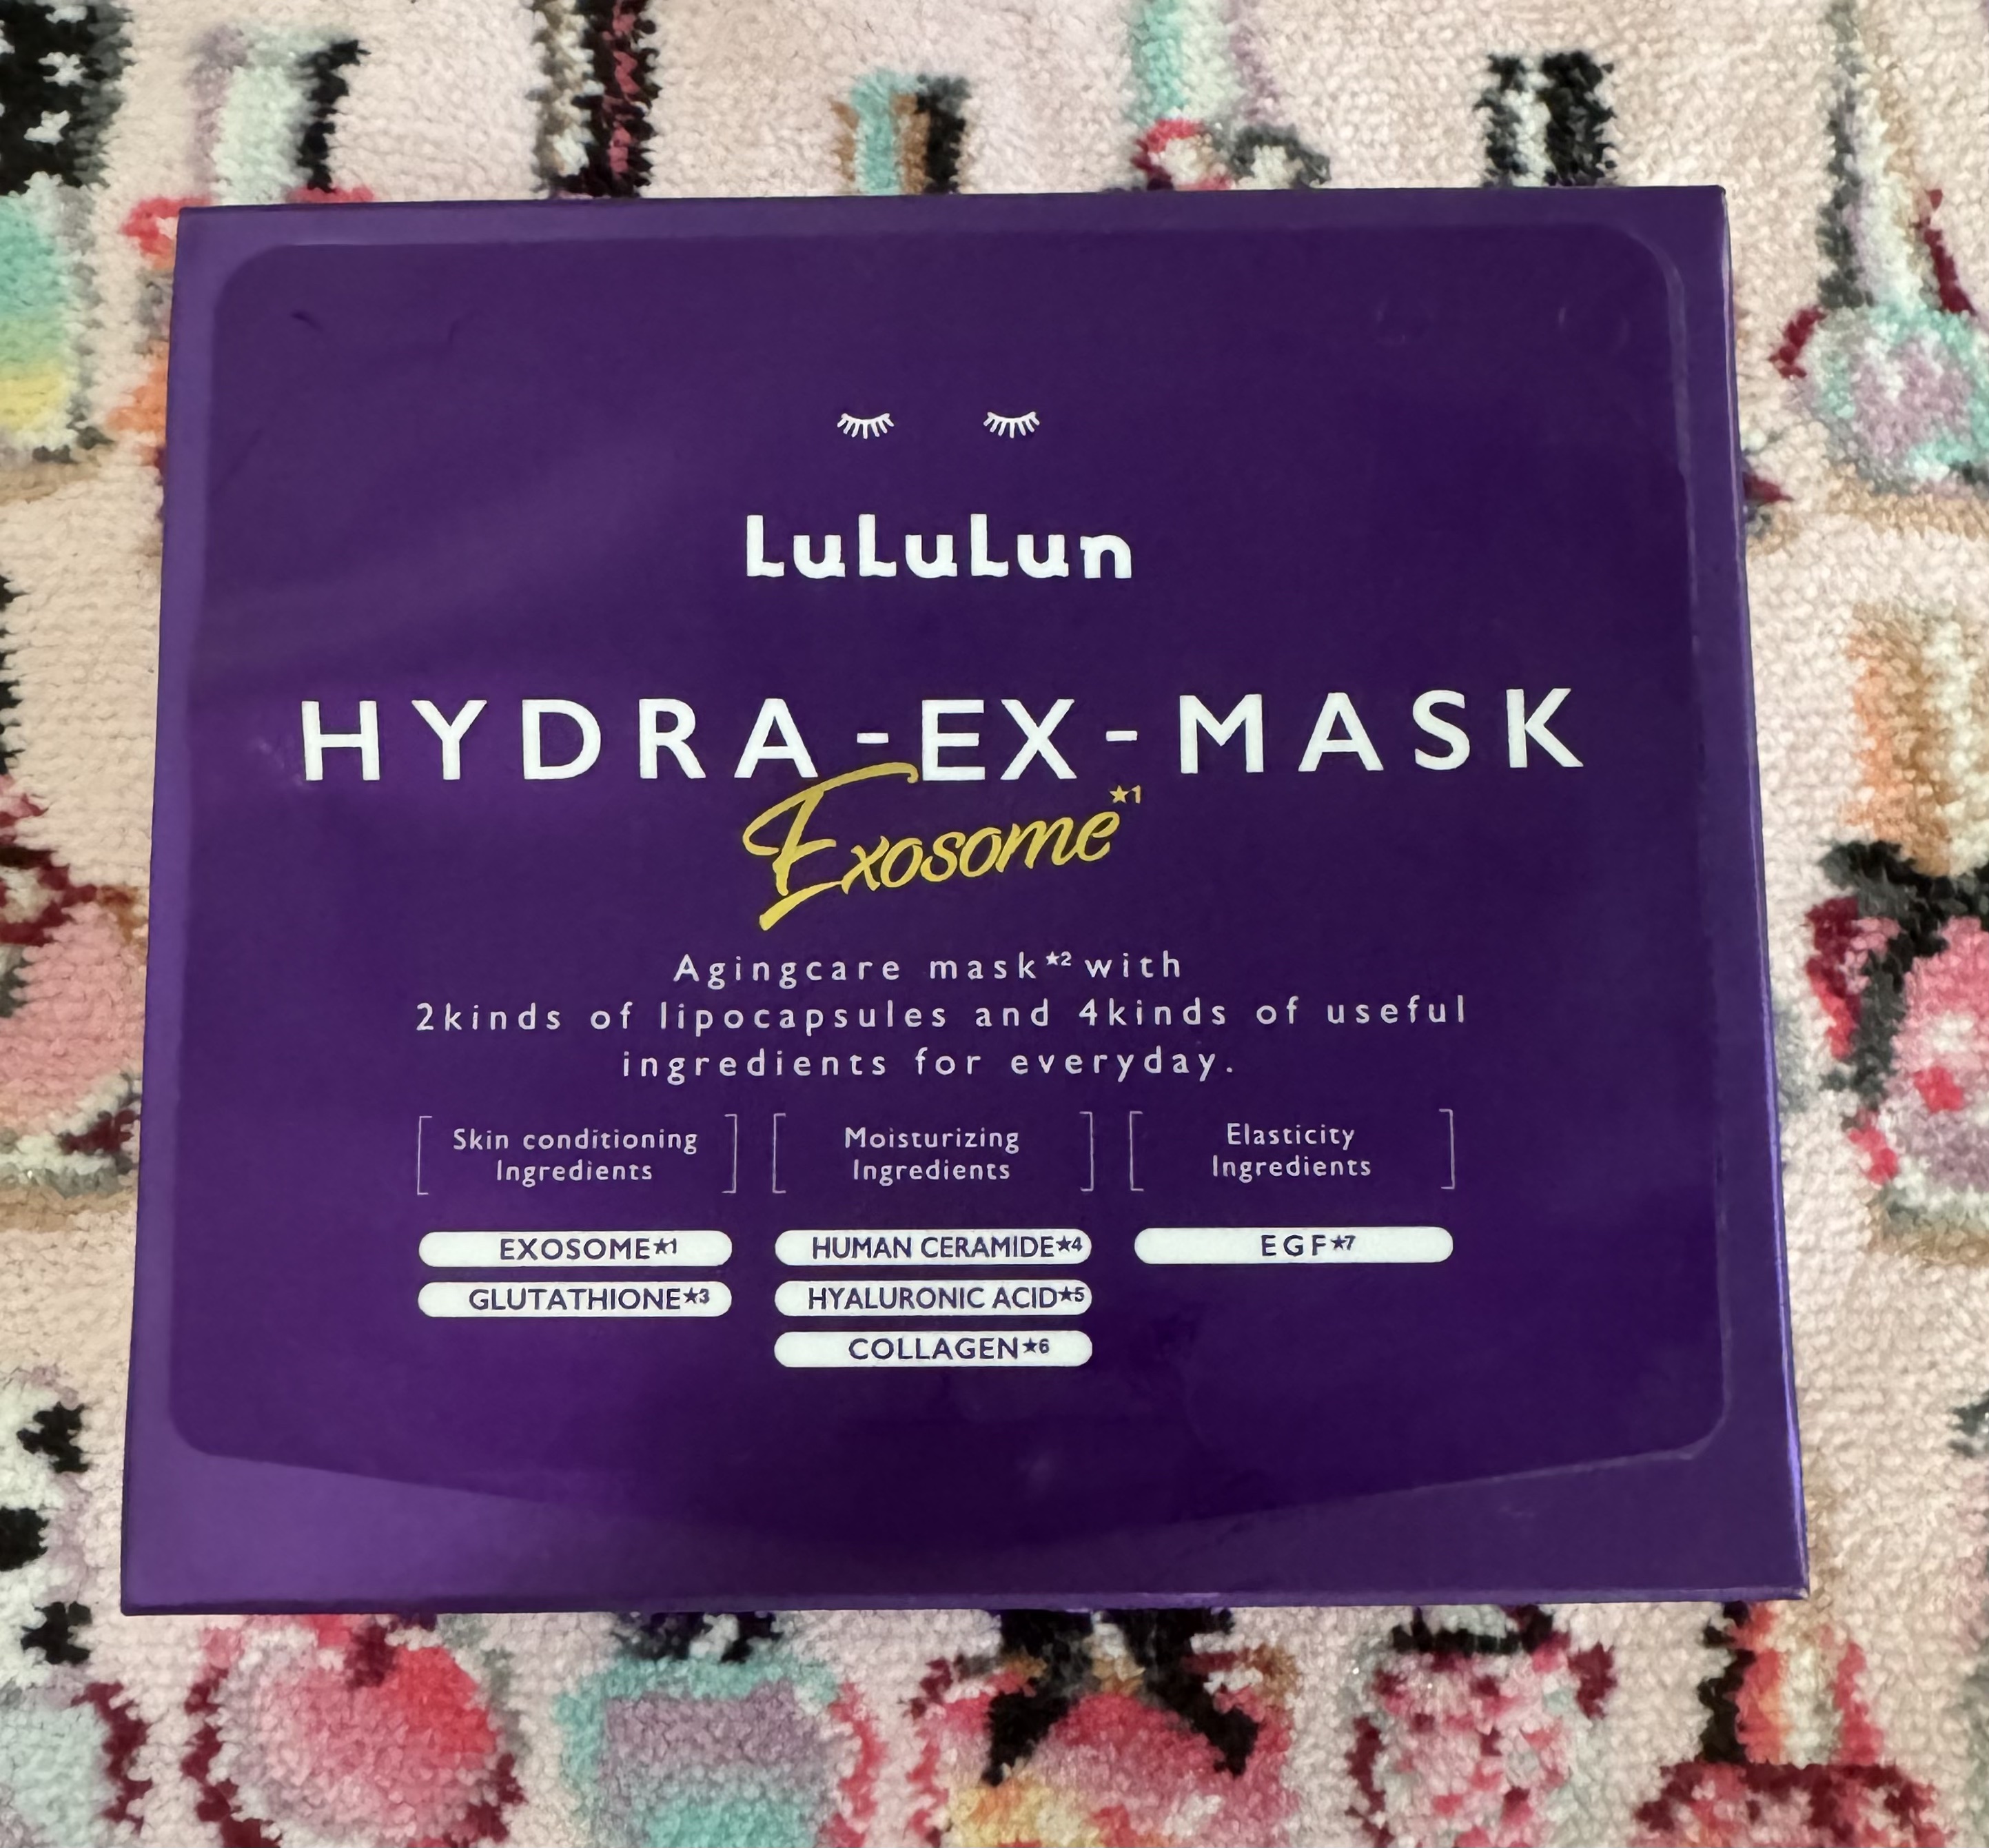 LuLuLun
HYDRA-EX-MASK
Exosome★1
Agingcare mask★2 with
2kinds of lipocapsules and 4kinds of useful
ingredients for everyday.
Skin conditioning
Ingredients
EXOSOME★1
GLUTATHIONE★3
Moisturizing
Ingredients
HUMAN CERAMIDE★4
HYALURONIC ACID★5
COLLAGEN★6
Elasticity
Ingredients
EGF★7